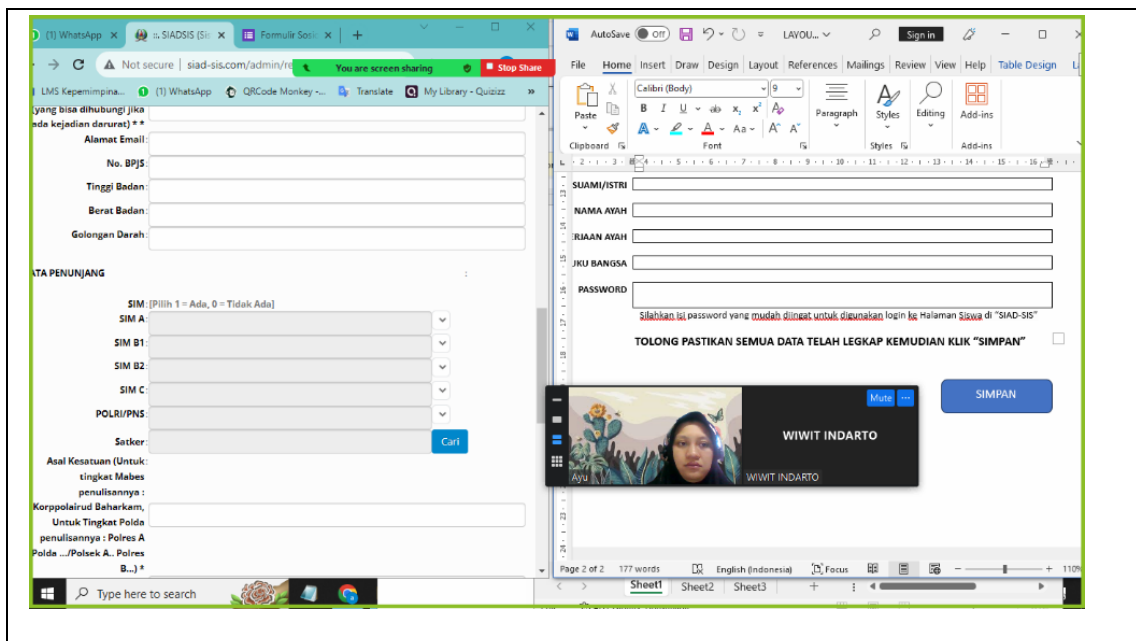 (1) WhatsApp
::. SIADSIS (Si
Formulir Sosi
Not secure
siad-sis.com/admin/re
You are screen sharing
Stop Share
LMS Kepemimpina...
(1) WhatsApp
QRCode Monkey -...
Translate
My Library - Quizizz
(yang bisa dihubungi jika
ada kejadian darurat) * *
Alamat Email:
No. BPJS:
Tinggi Badan:
Berat Badan:
Golongan Darah:
ATA PENUNJANG
:
SIM: [Pilih 1 = Ada, 0 = Tidak Ada]
SIM A:
SIM B1:
SIM B2:
SIM C:
POLRI/PNS:
Satker:
Cari
Asal Kesatuan (Untuk:
tingkat Mabes
penulisannya :
Korppolairud Baharkam,
Untuk Tingkat Polda
penulisannya : Polres A
Polda .../Polsek A.. Polres
B...) *
Type here to search
AutoSave
Off
LAYOU...
Sign in
File Home Insert Draw Design Layout References Mailings Review View Help Table Design
Paste
Clipboard
Calibri (Body)
9
Font
Paragraph
Styles
Styles
Editing
Add-ins
Add-ins
SUAMI/ISTRI
NAMA AYAH
ERJAAN AYAH
UKU BANGSA
PASSWORD
Silahkan isi password yang mudah diingat untuk digunakan login ke Halaman Siswa di "SIAD-SIS"
TOLONG PASTIKAN SEMUA DATA TELAH LEGKAP KEMUDIAN KLIK "SIMPAN"
SIMPAN
Mute
Ayu
WIWIT INDARTO
WIWIT INDARTO
Page 2 of 2
177 words
English (Indonesia)
Focus
110%
Sheet1
Sheet2
Sheet3